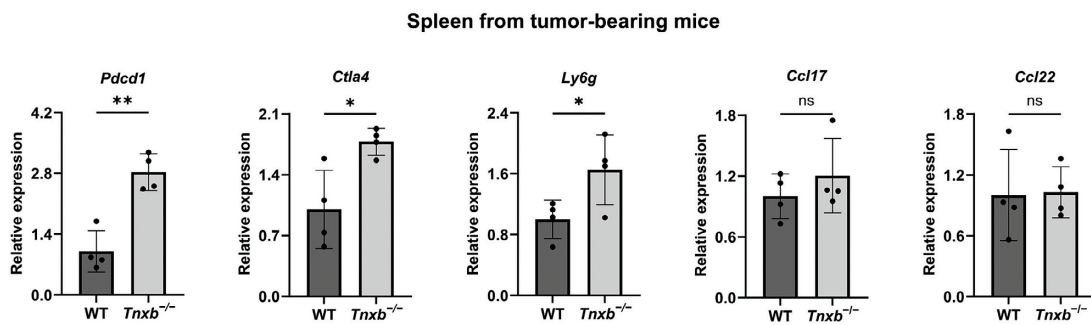 Spleen from tumor-bearing mice
Pdcd1
**
Relative expression
4.2
2.8
1.4
0.0
WT Tnxb−/−
Ctla4
*
Relative expression
2.1
1.4
0.7
0.0
WT Tnxb−/−
Ly6g
*
Relative expression
2.4
1.6
0.8
0.0
WT Tnxb−/−
Ccl17
ns
Relative expression
1.8
1.2
0.6
0.0
WT Tnxb−/−
Ccl22
ns
Relative expression
1.8
1.2
0.6
0.0
WT Tnxb−/−